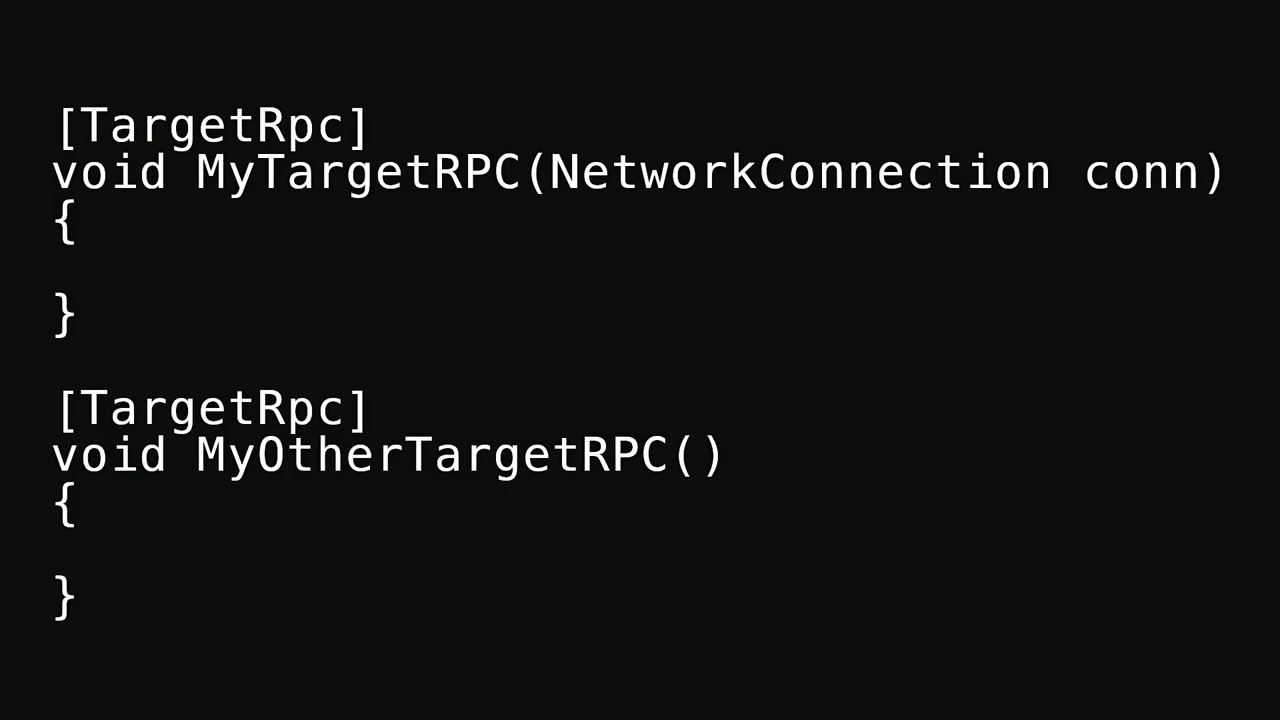 [TargetRpc]
void MyTargetRPC(NetworkConnection conn)
{
}
[TargetRpc]
void MyOtherTargetRPC()
{
}